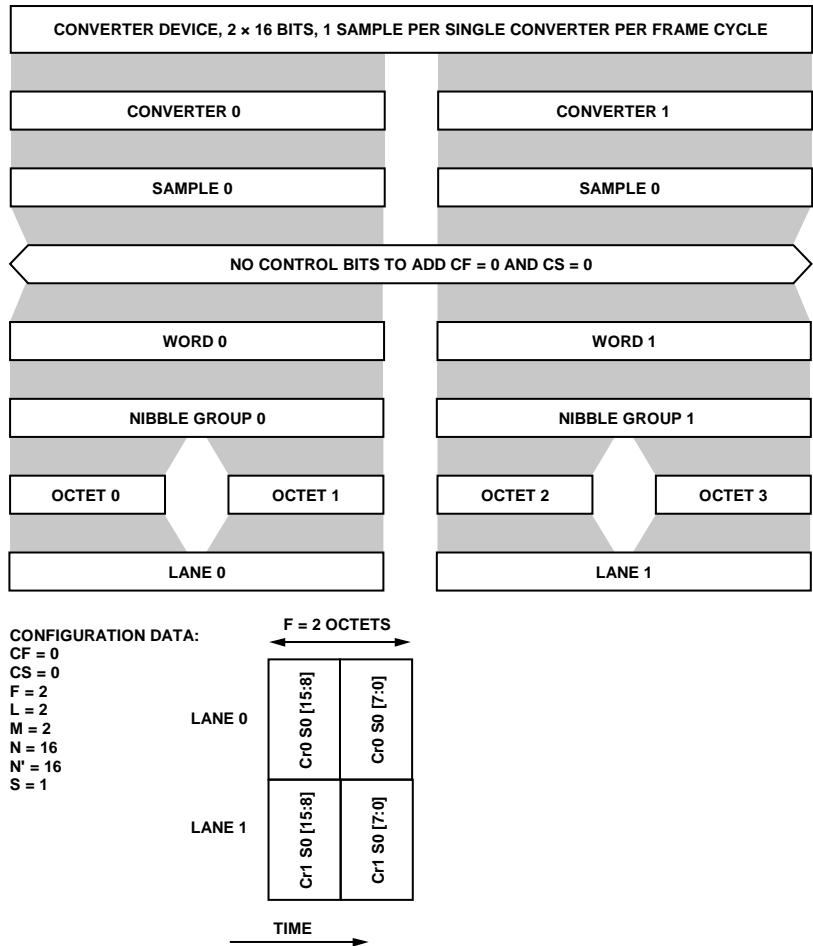 CONVERTER DEVICE, 2 × 16 BITS, 1 SAMPLE PER SINGLE CONVERTER PER FRAME CYCLE
CONVERTER 0
CONVERTER 1
SAMPLE 0
SAMPLE 0
NO CONTROL BITS TO ADD CF = 0 AND CS = 0
WORD 0
WORD 1
NIBBLE GROUP 0
NIBBLE GROUP 1
OCTET 0
OCTET 1
OCTET 2
OCTET 3
LANE 0
LANE 1
CONFIGURATION DATA:
CF = 0
CS = 0
F = 2
L = 2
M = 2
N = 16
N' = 16
S = 1
F = 2 OCTETS
LANE 0
Cr0 S0 [15:8]
Cr0 S0 [7:0]
LANE 1
Cr1 S0 [15:8]
Cr1 S0 [7:0]
TIME